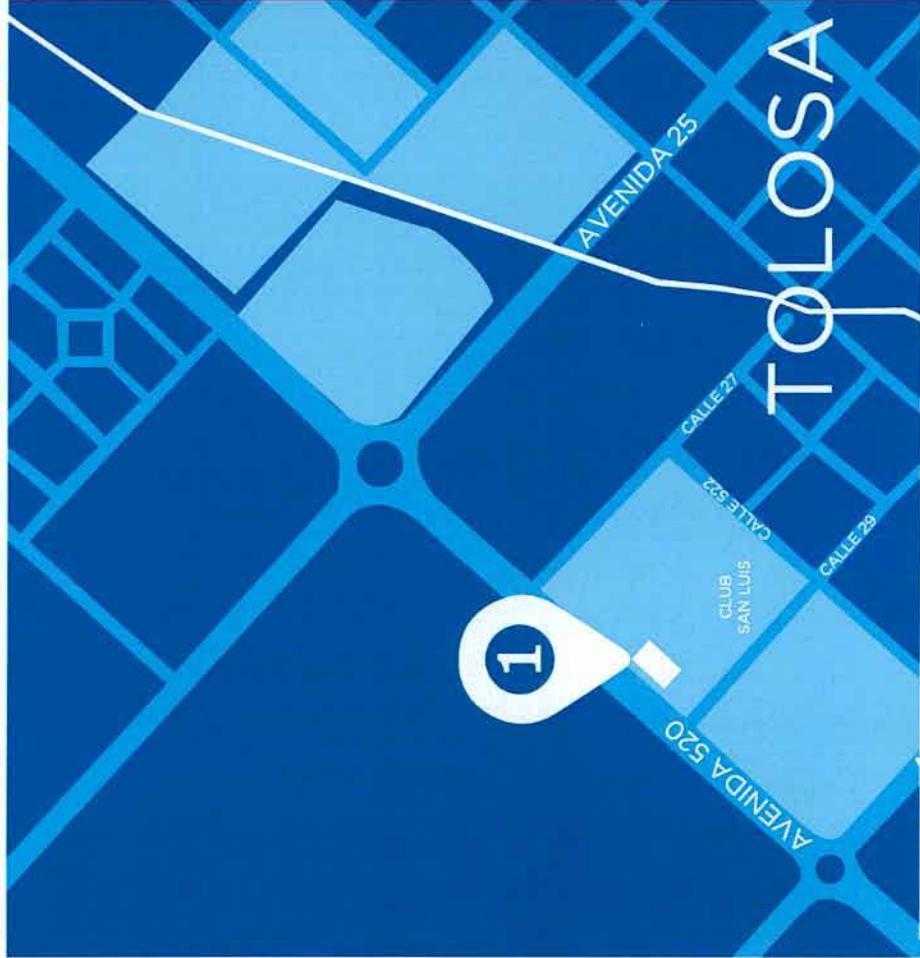 TOLOSA
AVENIDA 25
CALLE 27
CALLE 522
CALLE 29
CLUB
SAN LUIS
1
AVENIDA 520